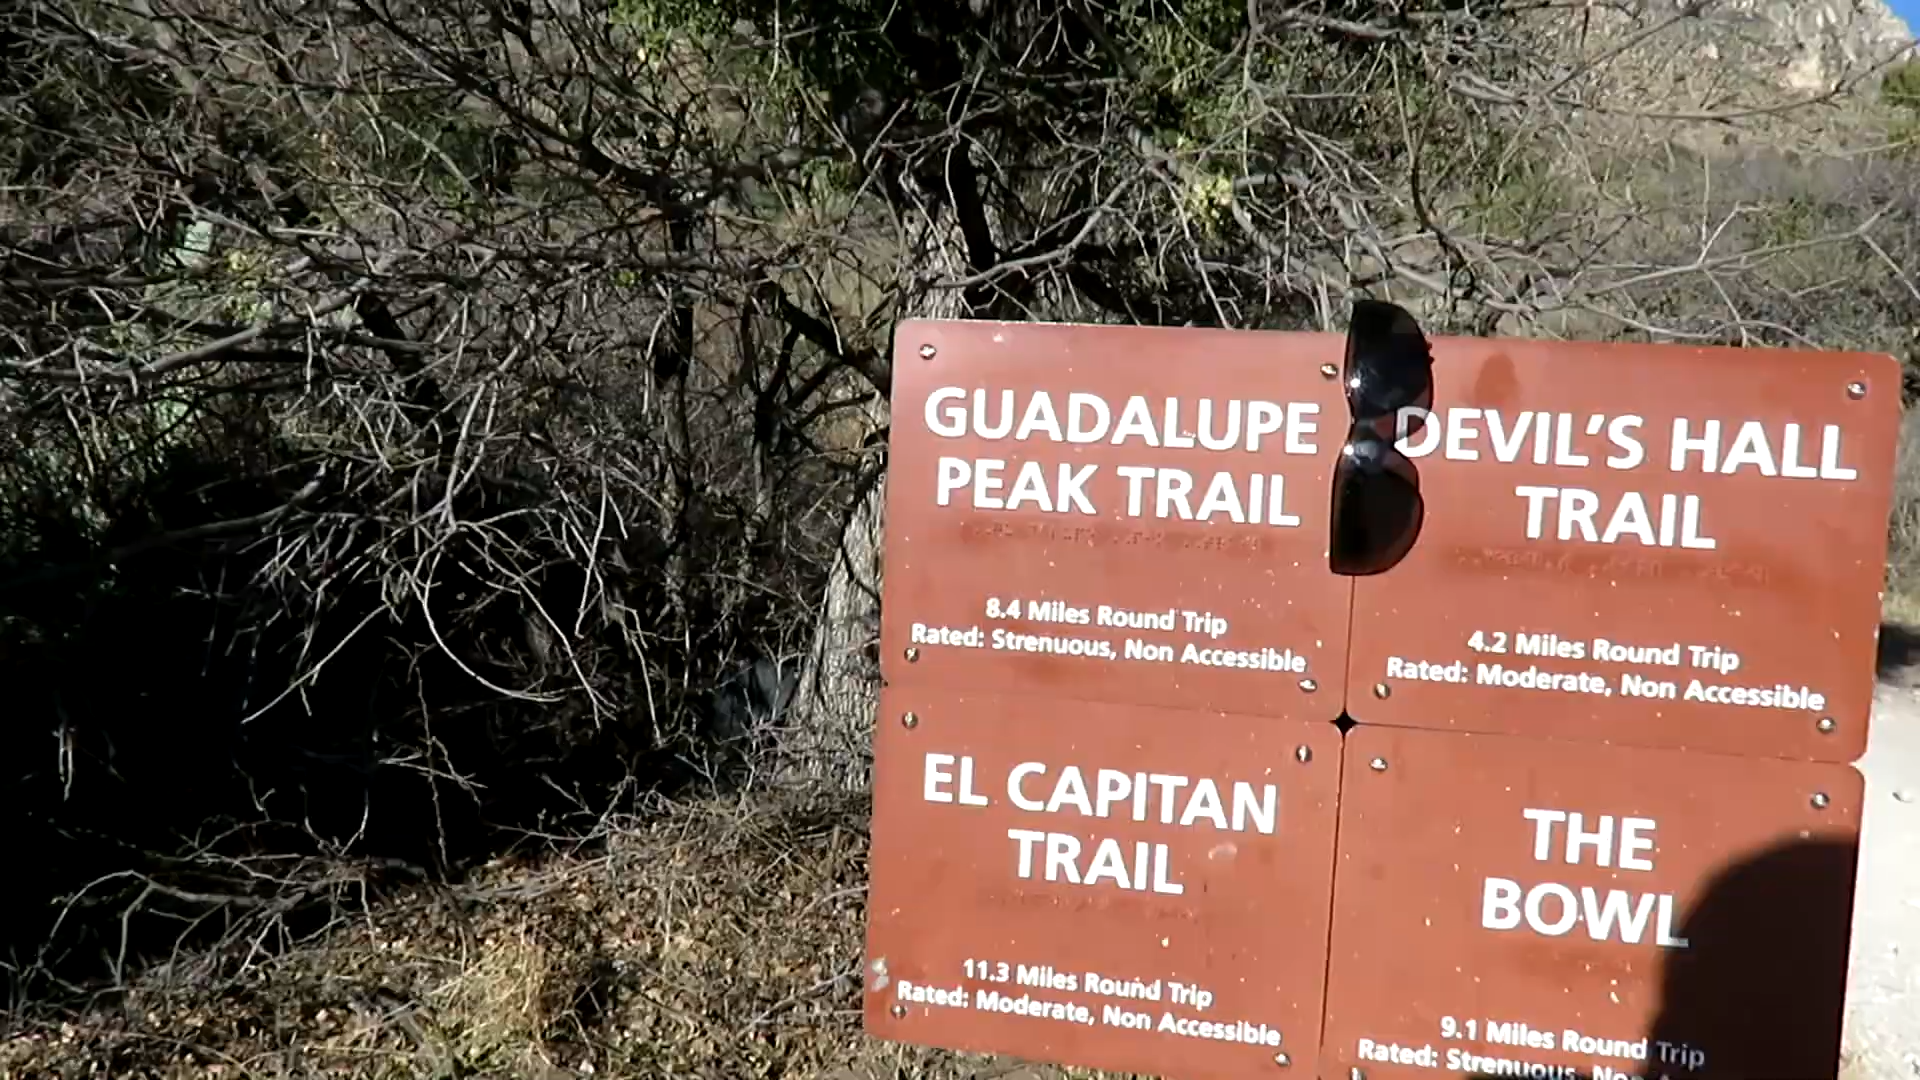 GUADALUPE
PEAK TRAIL
8.4 Miles Round Trip
Rated: Strenuous, Non Accessible
DEVIL'S HALL
TRAIL
4.2 Miles Round Trip
Rated: Moderate, Non Accessible
EL CAPITAN
TRAIL
11.3 Miles Round Trip
Rated: Moderate, Non Accessible
THE
BOWL
9.1 Miles Round Trip
Rated: Strenuous, Non